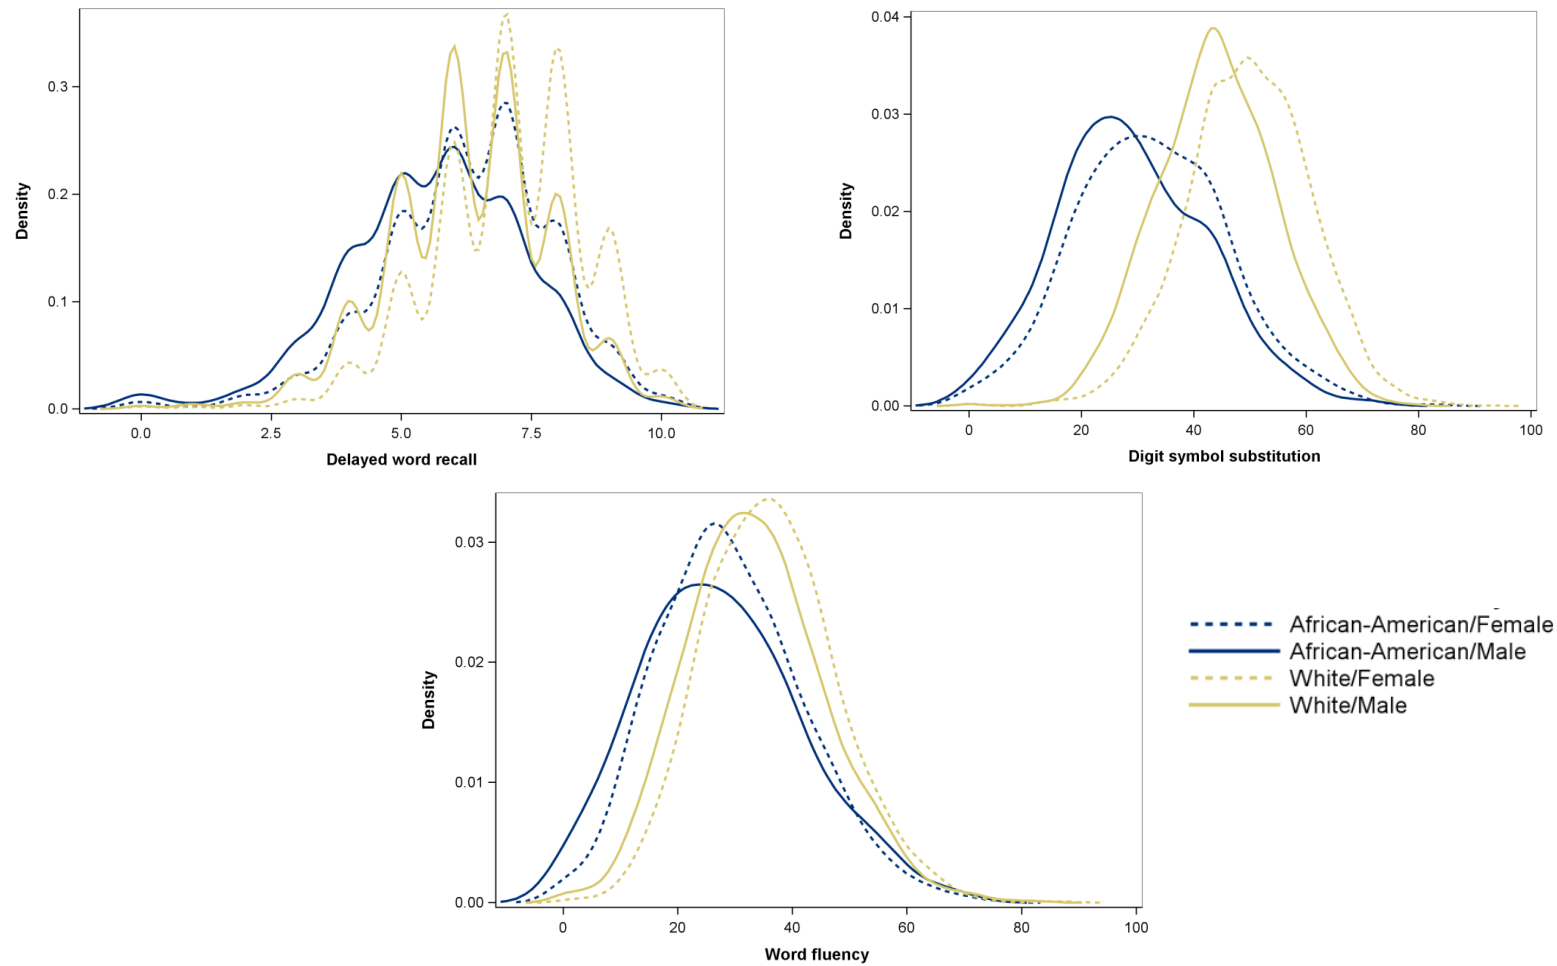 Density
0.3
0.2
0.1
0.0
0.0 2.5 5.0 7.5 10.0
Delayed word recall
Density
0.04
0.03
0.02
0.01
0.00
0 20 40 60 80 100
Digit symbol substitution
Density
0.03
0.02
0.01
0.00
0 20 40 60 80 100
Word fluency
African-American/Female
African-American/Male
White/Female
White/Male